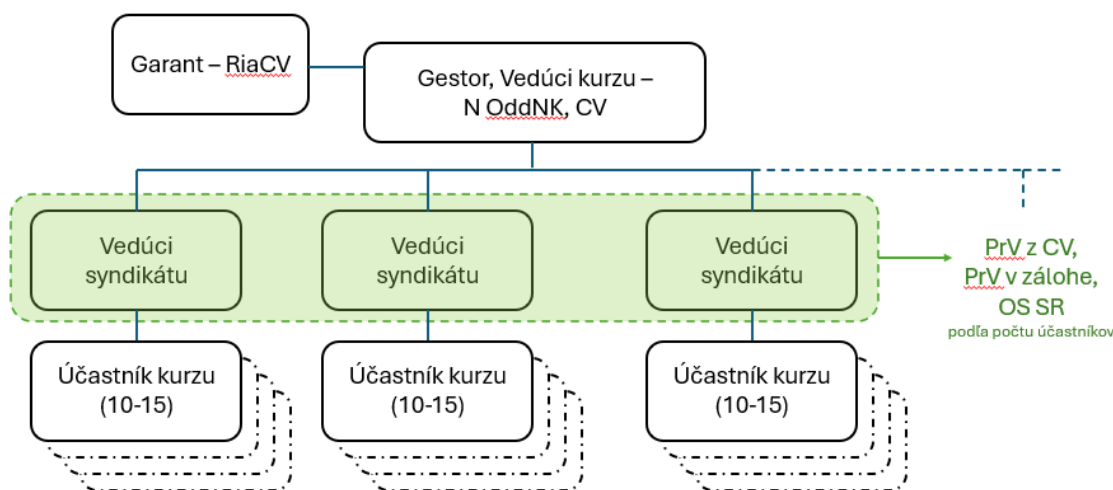 Garant – RiaCV
Gestor, Vedúci kurzu –
N OddNK, CV
Vedúci
syndikátu
Vedúci
syndikátu
Vedúci
syndikátu
PrV z CV,
PrV v zálohe,
OS SR
podľa počtu účastníkov
Účastník kurzu
(10-15)
Účastník kurzu
(10-15)
Účastník kurzu
(10-15)